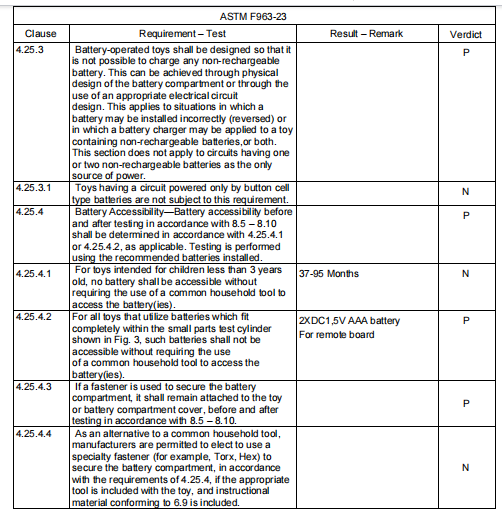 ASTM F963-23
Clause Requirement – Test Result – Remark Verdict
4.25.3 Battery-operated toys shall be designed so that it P
is not possible to charge any non-rechargeable
battery. This can be achieved through physical
design of the battery compartment or through the
use of an appropriate electrical circuit
design. This applies to situations in which a
battery may be installed incorrectly (reversed) or
in which a battery charger may be applied to a toy
containing non-rechargeable batteries,or both.
This section does not apply to circuits having one
or two non-rechargeable batteries as the only
source of power.
4.25.3.1 Toys having a circuit powered only by button cell N
type batteries are not subject to this requirement.
4.25.4 Battery Accessibility—Battery accessibility before P
and after testing in accordance with 8.5 – 8.10
shall be determined in accordance with 4.25.4.1
or 4.25.4.2, as applicable. Testing is performed
using the recommended batteries installed.
4.25.4.1 For toys intended for children less than 3 years 37-95 Months N
old, no battery shall be accessible without
requiring the use of a common household tool to
access the battery(ies).
4.25.4.2 For all toys that utilize batteries which fit 2XDC1,5V AAA battery P
completely within the small parts test cylinder For remote board
shown in Fig. 3, such batteries shall not be
accessible without requiring the use
of a common household tool to access the
battery(ies).
4.25.4.3 If a fastener is used to secure the battery P
compartment, it shall remain attached to the toy
or battery compartment cover, before and after
testing in accordance with 8.5 – 8.10.
4.25.4.4 As an alternative to a common household tool, N
manufacturers are permitted to elect to use a
specialty fastener (for example, Torx, Hex) to
secure the battery compartment, in accordance
with the requirements of 4.25.4, if the appropriate
tool is included with the toy, and instructional
material conforming to 6.9 is included.